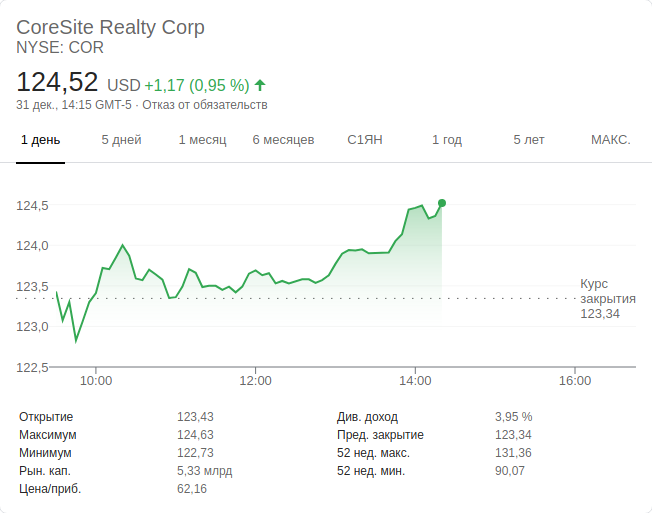 CoreSite Realty Corp
NYSE: COR
124,52 USD +1,17 (0,95 %)
31 дек., 14:15 GMT-5 · Отказ от обязательств
1 день 5 дней 1 месяц 6 месяцев С1ЯН 1 год 5 лет МАКС.
124,5
124,0
123,5
123,0
122,5
Курс
закрытия
123,34
10:00 12:00 14:00 16:00
Открытие 123,43 Див. доход 3,95 %
Максимум 124,63 Пред. закрытие 123,34
Минимум 122,73 52 нед. макс. 131,36
Рын. кап. 5,33 млрд 52 нед. мин. 90,07
Цена/приб. 62,16